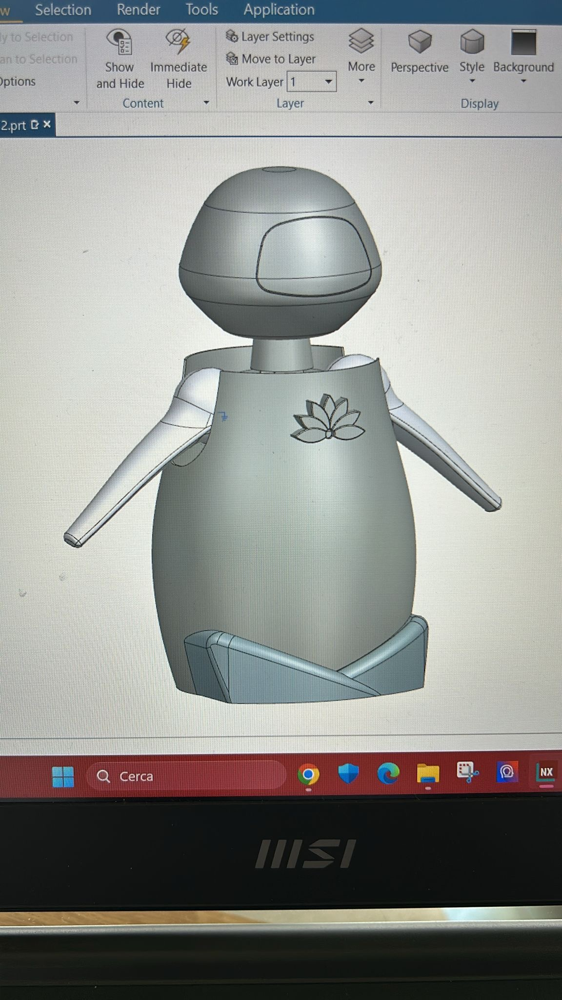 w Selection Render Tools Application
ly to Selection
an to Selection
Options
Show and Hide
Immediate Hide
Content
Layer Settings
Move to Layer
Work Layer 1
More
Layer
Perspective
Style
Background
Display
2.prt
Cerca
NX
msi